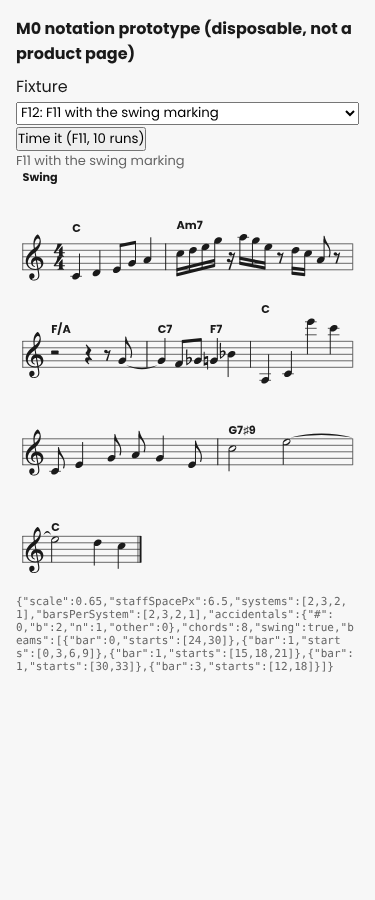 M0 notation prototype (disposable, not a
product page)
Fixture
F12: F11 with the swing marking
Time it (F11, 10 runs)
F11 with the swing marking
Swing
C Am7
4
4
F/A C7 F7 C
G7♯9
C
{"scale":0.65,"staffSpacePx":6.5,"systems":[2,3,2,
1],"barsPerSystem":[2,3,2,1],"accidentals":{"#":
0,"b":2,"n":1,"other":0},"chords":8,"swing":true,"b
eams":[{"bar":0,"starts":[24,30]},{"bar":1,"start
s":[0,3,6,9]},{"bar":1,"starts":[15,18,21]},{"bar":
1,"starts":[30,33]},{"bar":3,"starts":[12,18]}]}